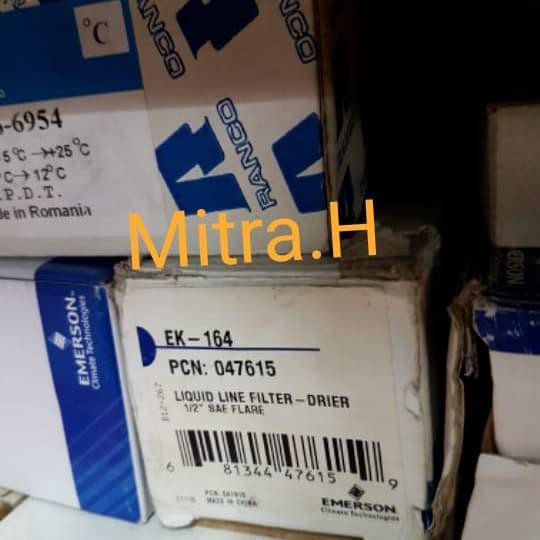 °C
RANCO
RANCO
RANCO
-6954
5°C →+25°C
°C→12°C
.P.D.T.
de in Romania
Mitra.H
EMERSON
Climate Technologies
EK-164
PCN: 047615
LIQUID LINE FILTER-DRIER
1/2" SAE FLARE
6 81344 47615 9
MADE IN CHINA
EMERSON
Climate Technologies